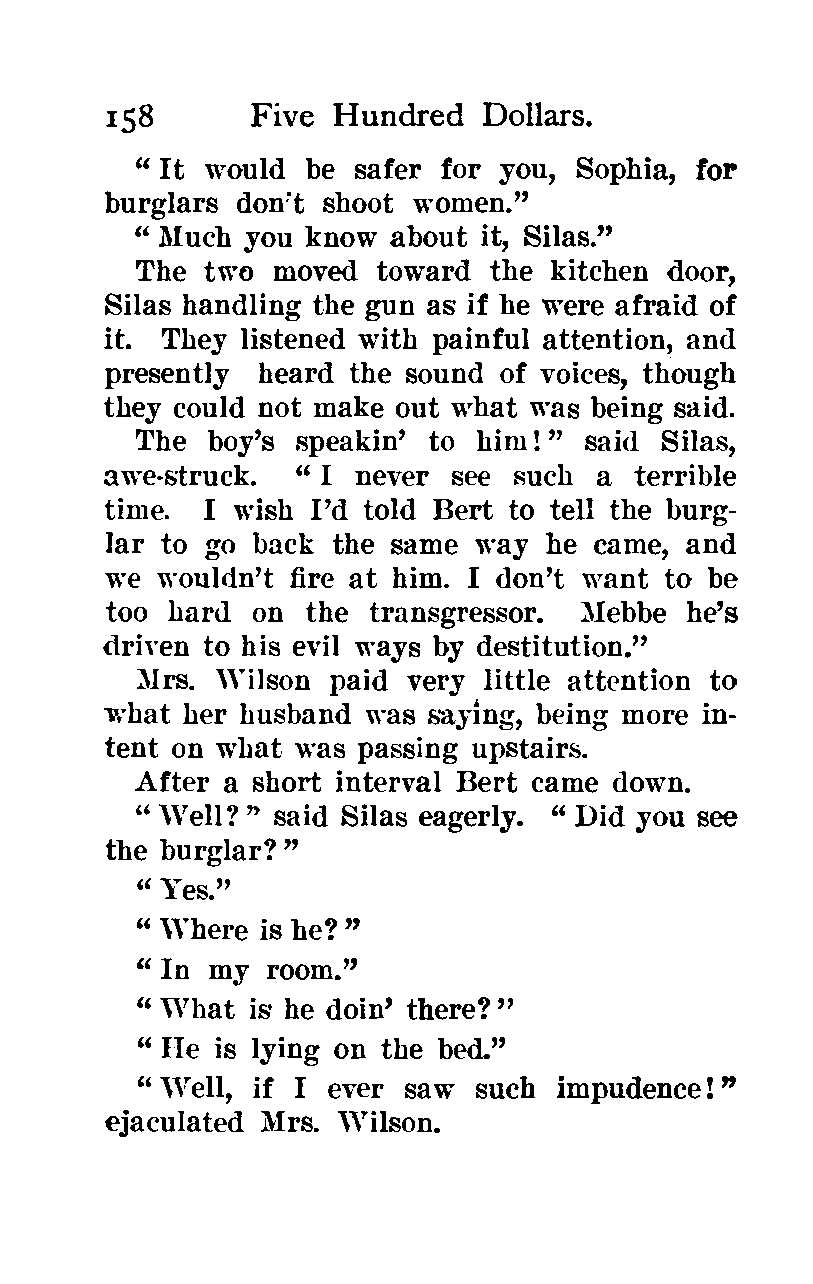 158 Five Hundred Dollars.
“ It would be safer for you, Sophia, for
burglars don't shoot women.”
“ Much you know about it, Silas.”
The two moved toward the kitchen door,
Silas handling the gun as if he were afraid of
it. They listened with painful attention, and
presently heard the sound of voices, though
they could not make out what was being said.
The boy’s speakin’ to him! ” said Silas,
awe-struck. “ I never see such a terrible
time. I wish I’d told Bert to tell the burg-
lar to go back the same way he came, and
we wouldn’t fire at him. I don’t want to be
too hard on the transgressor. Mebbe he’s
driven to his evil ways by destitution.”
Mrs. Wilson paid very little attention to
what her husband was saying, being more in-
tent on what was passing upstairs.
After a short interval Bert came down.
“ Well? ” said Silas eagerly. “ Did you see
the burglar? ”
“ Yes.”
“ Where is he? ”
“ In my room.”
“ What is he doin’ there? ”
“ He is lying on the bed.”
“ Well, if I ever saw such impudence! ”
ejaculated Mrs. Wilson.